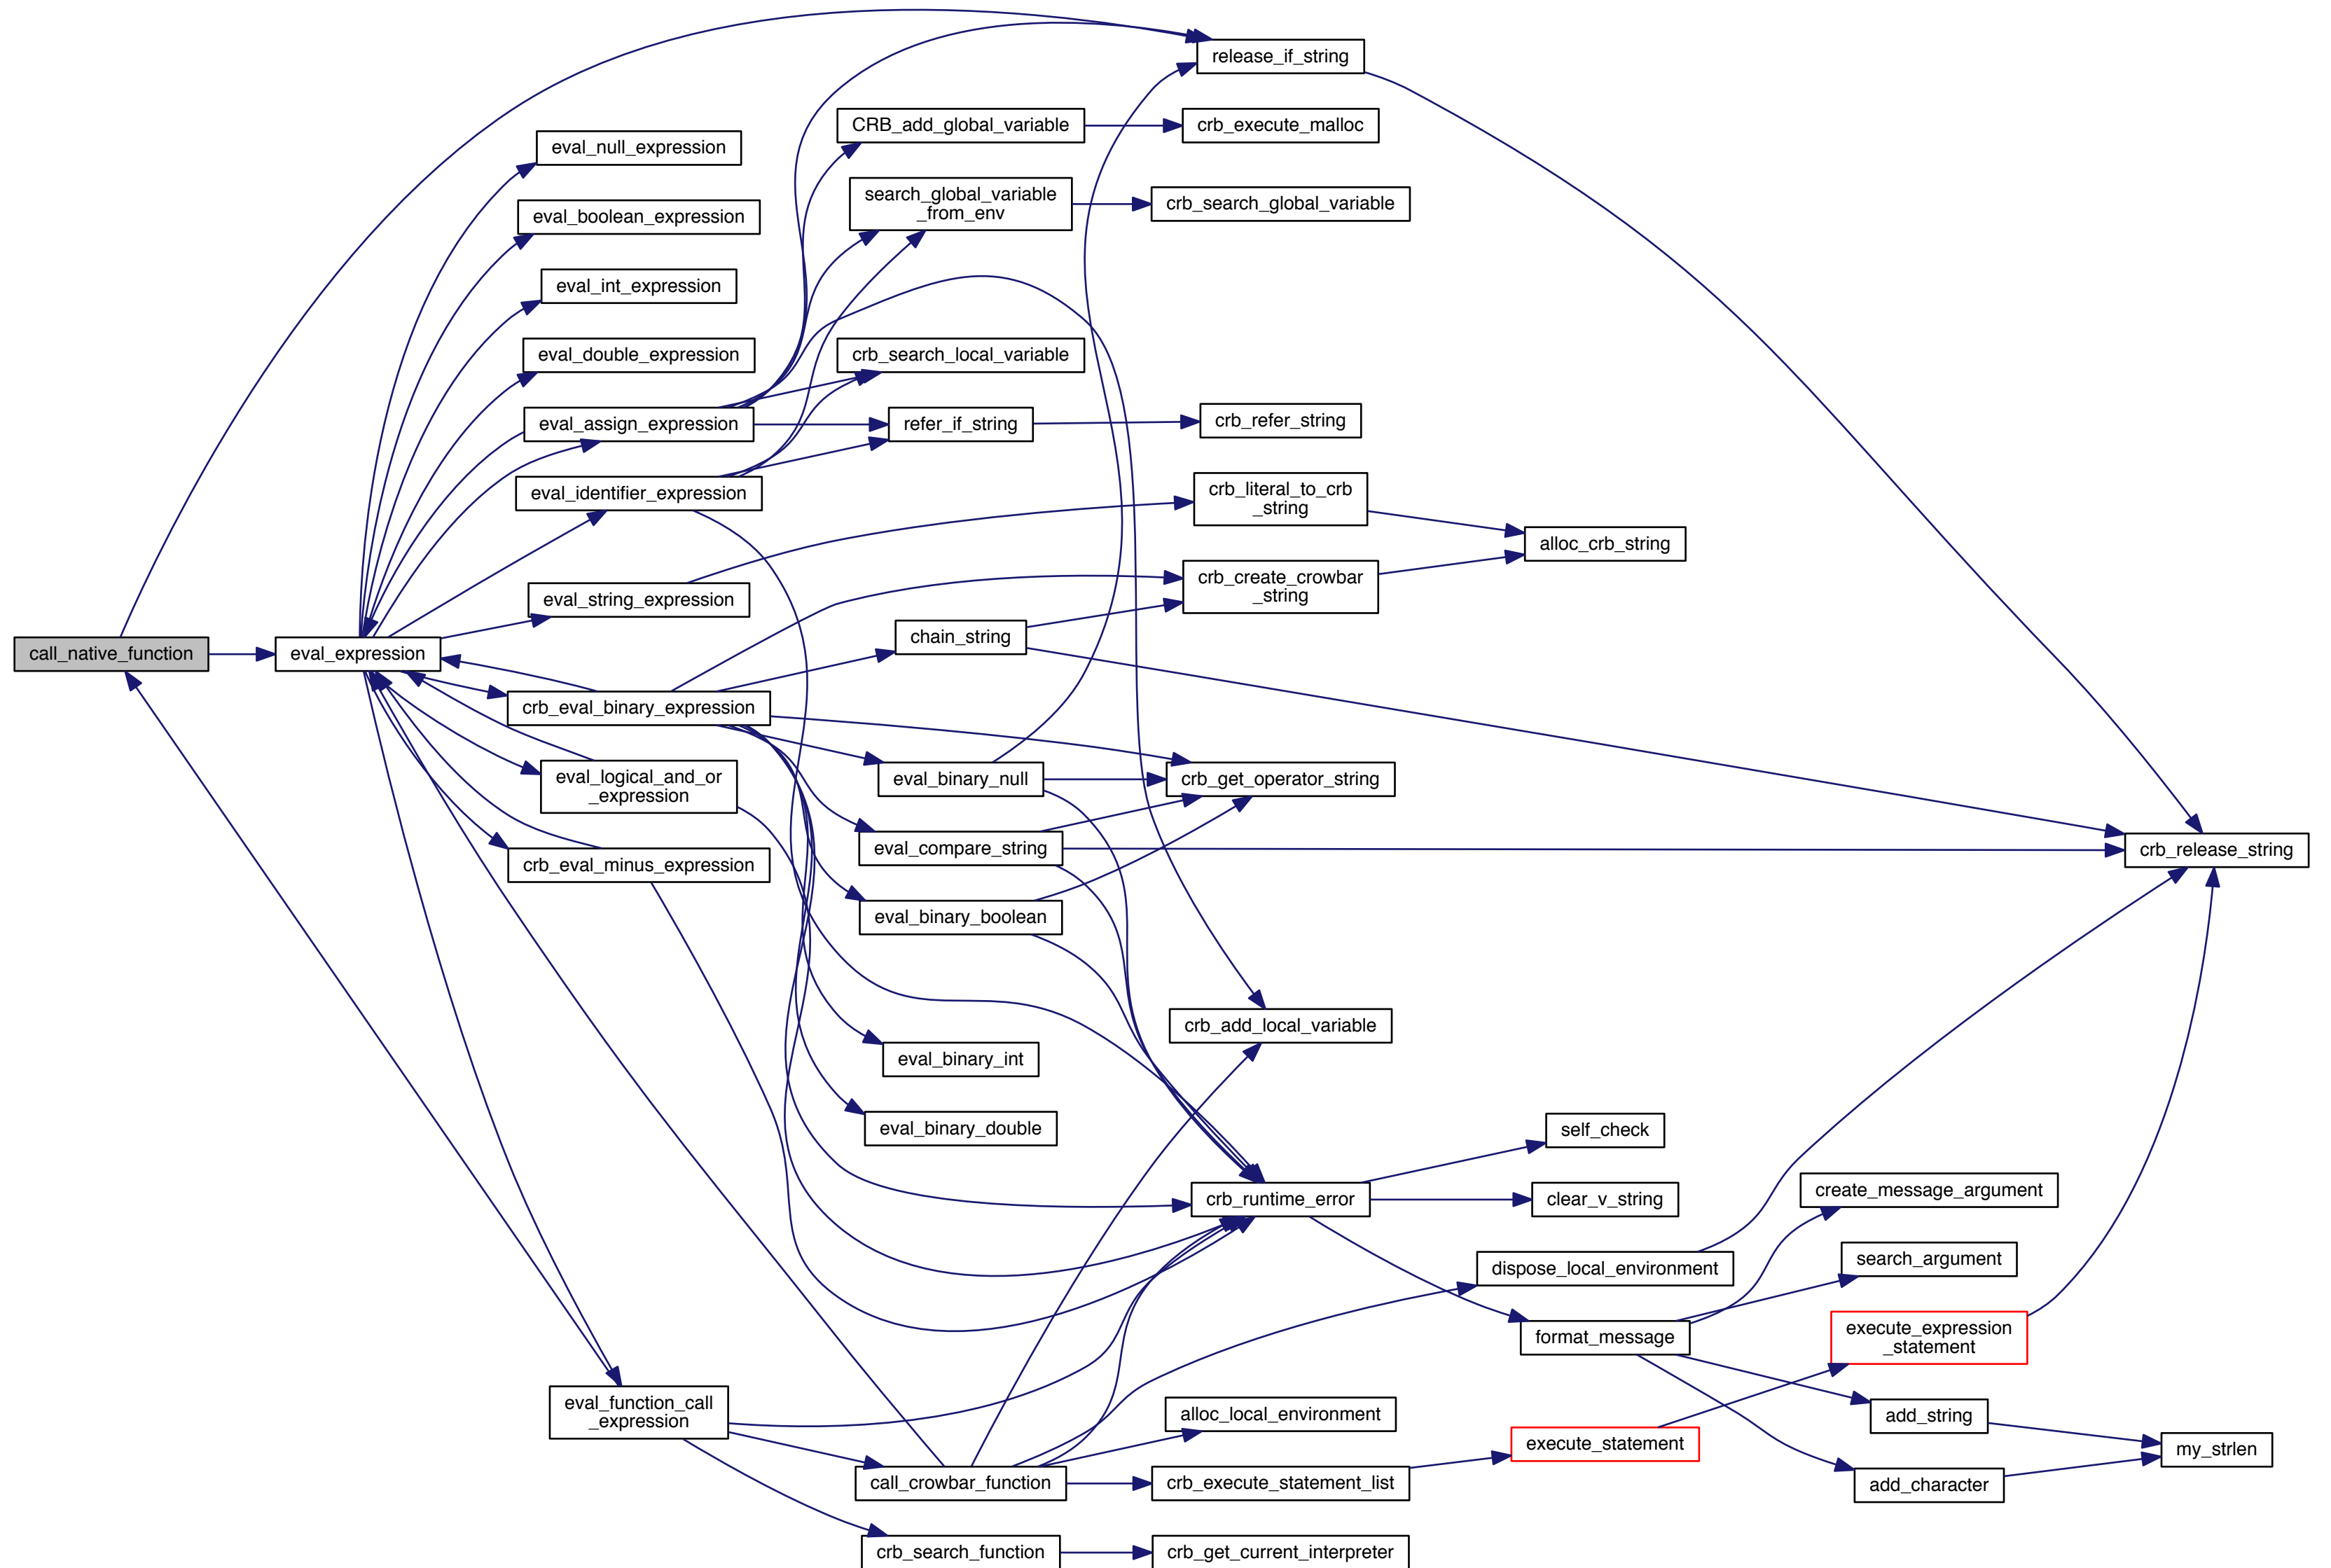 release_if_string
CRB_add_global_variable
crb_execute_malloc
eval_null_expression
search_global_variable
_from_env
crb_search_global_variable
eval_boolean_expression
eval_int_expression
eval_double_expression
crb_search_local_variable
eval_assign_expression
refer_if_string
crb_refer_string
eval_identifier_expression
crb_literal_to_crb
_string
alloc_crb_string
eval_string_expression
crb_create_crowbar
_string
call_native_function
eval_expression
chain_string
crb_eval_binary_expression
eval_logical_and_or
_expression
eval_binary_null
crb_get_operator_string
eval_compare_string
crb_release_string
crb_eval_minus_expression
eval_binary_boolean
crb_add_local_variable
eval_binary_int
eval_binary_double
self_check
crb_runtime_error
clear_v_string
create_message_argument
dispose_local_environment
search_argument
format_message
execute_expression
_statement
eval_function_call
_expression
alloc_local_environment
add_string
execute_statement
my_strlen
call_crowbar_function
crb_execute_statement_list
add_character
crb_search_function
crb_get_current_interpreter